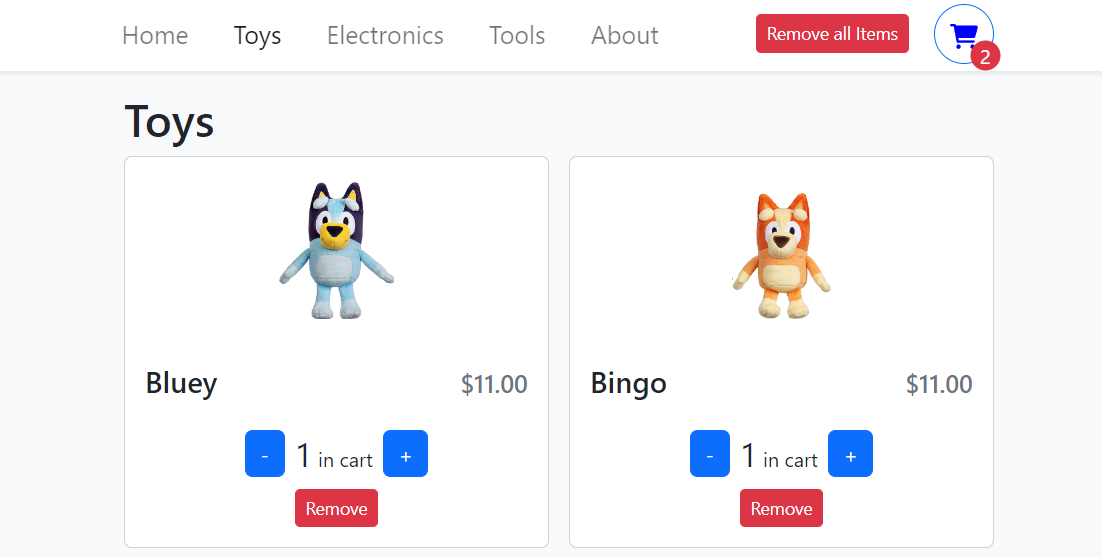 Home Toys Electronics Tools About Remove all Items 2
Toys
Bluey $11.00
- 1 in cart +
Remove
Bingo $11.00
- 1 in cart +
Remove